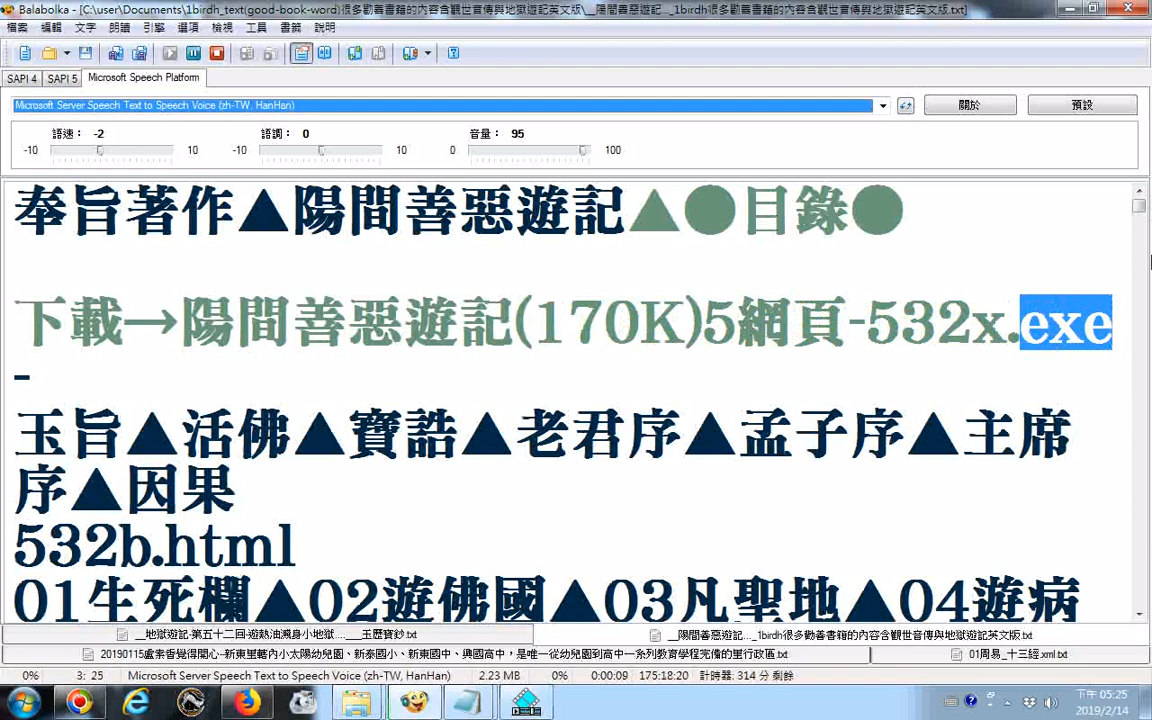 Balabolka - [C:\user\Documents\1birdh_text(good-book-word)很多勸善書籍的內容含觀世音傳與地獄遊記英文版\__陽間善惡遊記..._1birdh很多勸善書籍的內容含觀世音傳與地獄遊記英文版.txt]
檔案 編輯 文字 朗讀 引擎 選項 檢視 工具 書籤 說明
SAPI 4 SAPI 5 Microsoft Speech Platform
Microsoft Server Speech Text to Speech Voice (zh-TW, HanHan)
關於 預設
語速： -2 語調： 0 音量： 95
-10 10 -10 10 0 100
奉旨著作▲陽間善惡遊記▲●目錄●
下載→陽間善惡遊記(170K)5網頁-532x.exe
-
玉旨▲活佛▲寶誥▲老君序▲孟子序▲主席
序▲因果
532b.html
01生死欄▲02遊佛國▲03凡聖地▲04遊病
__地獄遊記-第五十二回-遊熱油濺身小地獄....___玉歷寶鈔.txt
__陽間善惡遊記..._1birdh很多勸善書籍的內容含觀世音傳與地獄遊記英文版.txt
20190115處案皆覺得開心--新東里轄內小太陽幼兒園、新泰國小、新東國中、興國高中，是唯一從幼兒園到高中一系列教育學程完備的里行政區.txt
01周易_十三經.xml.txt
0% 3: 25 Microsoft Server Speech Text to Speech Voice (zh-TW, HanHan) 2.23 MB 0% 0:00:09 175:18:20 計時器: 314 分 剩餘
下午 05:25
2019/2/14